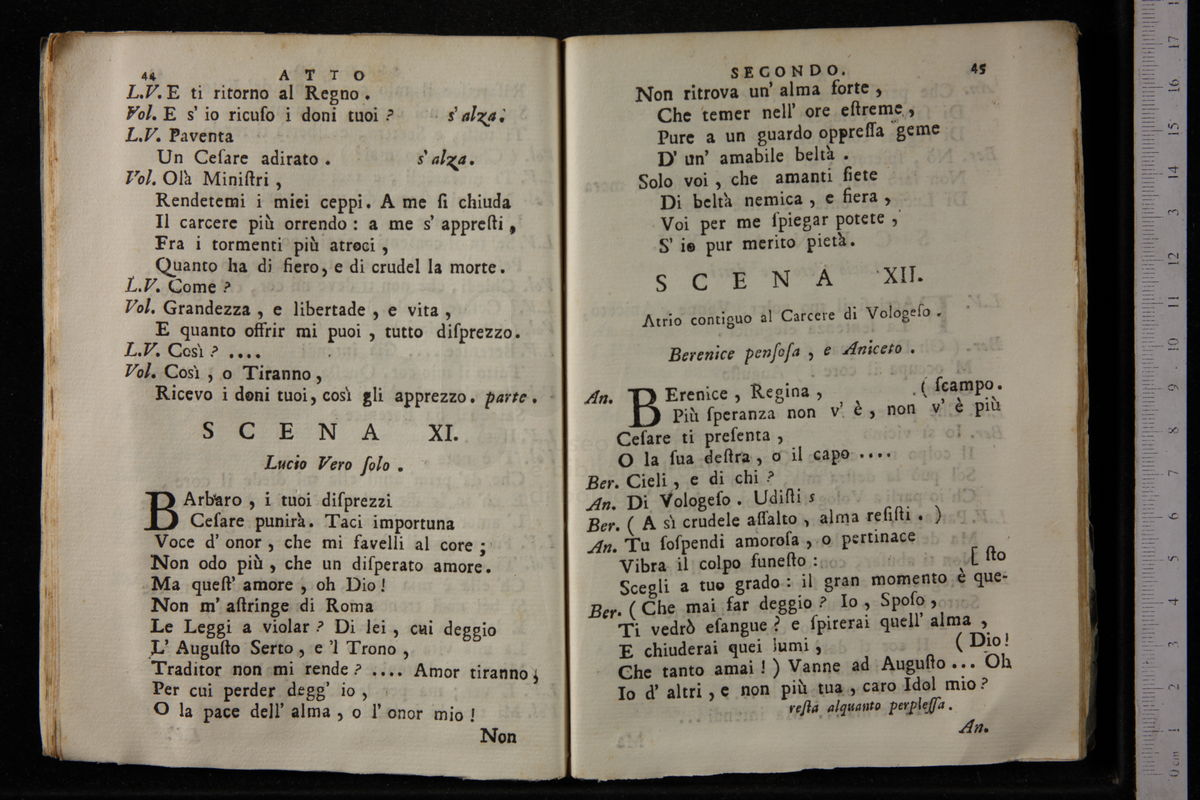 44 ATTO
L.V. E ti ritorno al Regno .
Vol. E s' io ricuſo i doni tuoi ? s'alza.
L.V. Paventa
Un Ceſare adirato . s'alza.
Vol. Olà Miniſtri ,
Rendetemi i miei ceppi. A me ſi chiuda
Il carcere più orrendo : a me s' appreſti ,
Fra i tormenti più atroci ,
Quanto ha di fiero, e di crudel la morte.
L.V. Come ?
Vol. Grandezza , e libertade , e vita ,
E quanto offrir mi puoi , tutto diſprezzo.
L.V. Così ? ....
Vol. Così , o Tiranno ,
Ricevo i doni tuoi, così gli apprezzo. parte.
SCENA XI.
Lucio Vero ſolo .
BArbaro , i tuoi diſprezzi
Ceſare punirà. Taci importuna
Voce d' onor , che mi favelli al core ;
Non odo più , che un diſperato amore.
Ma queſt' amore , oh Dio !
Non m' aſtringe di Roma
Le Leggi a violar ? Di lei , cui deggio
L' Auguſto Serto , e 'l Trono ,
Traditor non mi rende ? .... Amor tiranno ,
Per cui perder degg' io ,
O la pace dell' alma , o l' onor mio !
Non
SECONDO. 45
Non ritrova un' alma forte ,
Che temer nell' ore eſtreme ,
Pure a un guardo oppreſſa geme
D' un' amabile beltà .
Solo voi , che amanti ſiete
Di beltà nemica , e fiera ,
Voi per me ſpiegar potete ,
S' io pur merito pietà.
SCENA XII.
Atrio contiguo al Carcere di Vologeſo .
Berenice penſoſa , e Aniceto .
An. BErenice , Regina , ( ſcampo.
Più ſperanza non v' è , non v' è più
Ceſare ti preſenta ,
O la ſua deſtra , o il capo ....
Ber. Cieli , e di chi ?
An. Di Vologeſo . Udiſti s
Ber. ( A sì crudele aſſalto , alma reſiſti . )
An. Tu ſoſpendi amoroſa , o pertinace
Vibra il colpo funeſto : [ ſto
Scegli a tuo grado : il gran momento è que-
Ber. ( Che mai far deggio ? Io , Spoſo ,
Ti vedrò eſangue ? e ſpirerai quell' alma ,
E chiuderai quei lumi , ( Dio !
Che tanto amai ! ) Vanne ad Auguſto ... Oh
Io d' altri , e non più tua , caro Idol mio ?
reſta alquanto perpleſſa .
An.